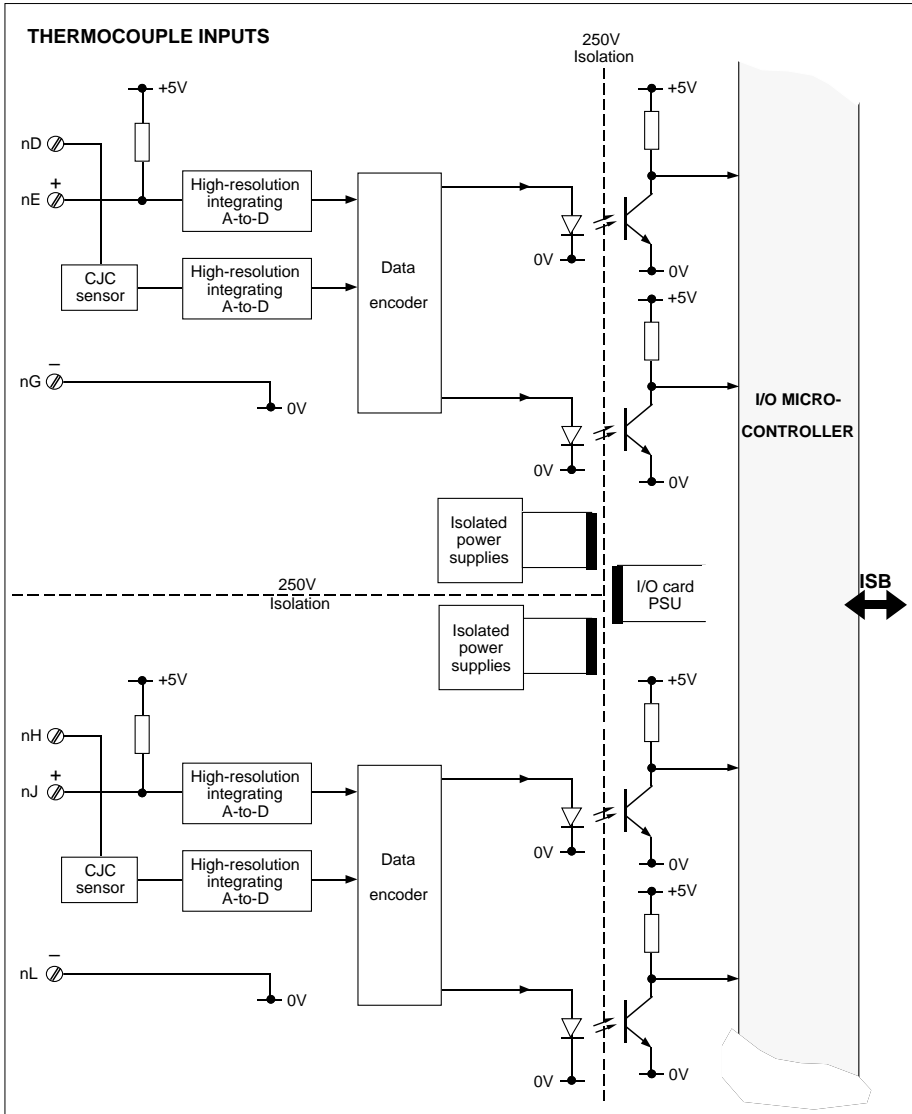 THERMOCOUPLE INPUTS
250V
Isolation
+5V
+5V
nD
+
nE
High-resolution
integrating
A-to-D
CJC
sensor
High-resolution
integrating
A-to-D
Data
encoder
0V
0V
+5V
–
nG
0V
0V
0V
I/O MICRO-
CONTROLLER
Isolated
power
supplies
250V
Isolation
I/O card
PSU
ISB
Isolated
power
supplies
+5V
+5V
nH
+
nJ
High-resolution
integrating
A-to-D
CJC
sensor
High-resolution
integrating
A-to-D
Data
encoder
0V
0V
+5V
–
nL
0V
0V
0V